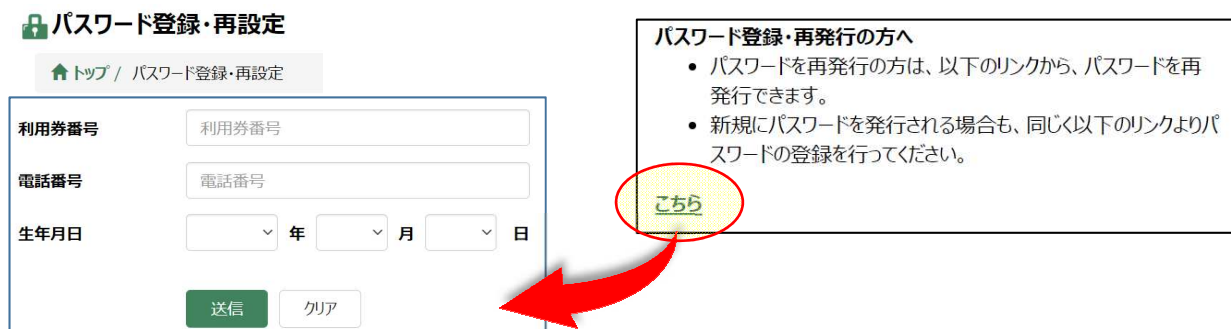 パスワード登録・再設定
トップ / パスワード登録・再設定
利用券番号 利用券番号
電話番号 電話番号
生年月日 年 月 日
送信 クリア
パスワード登録・再発行の方へ
• パスワードを再発行の方は、以下のリンクから、パスワードを再
発行できます。
• 新規にパスワードを発行される場合も、同じく以下のリンクよりパ
スワードの登録を行ってください。
こちら